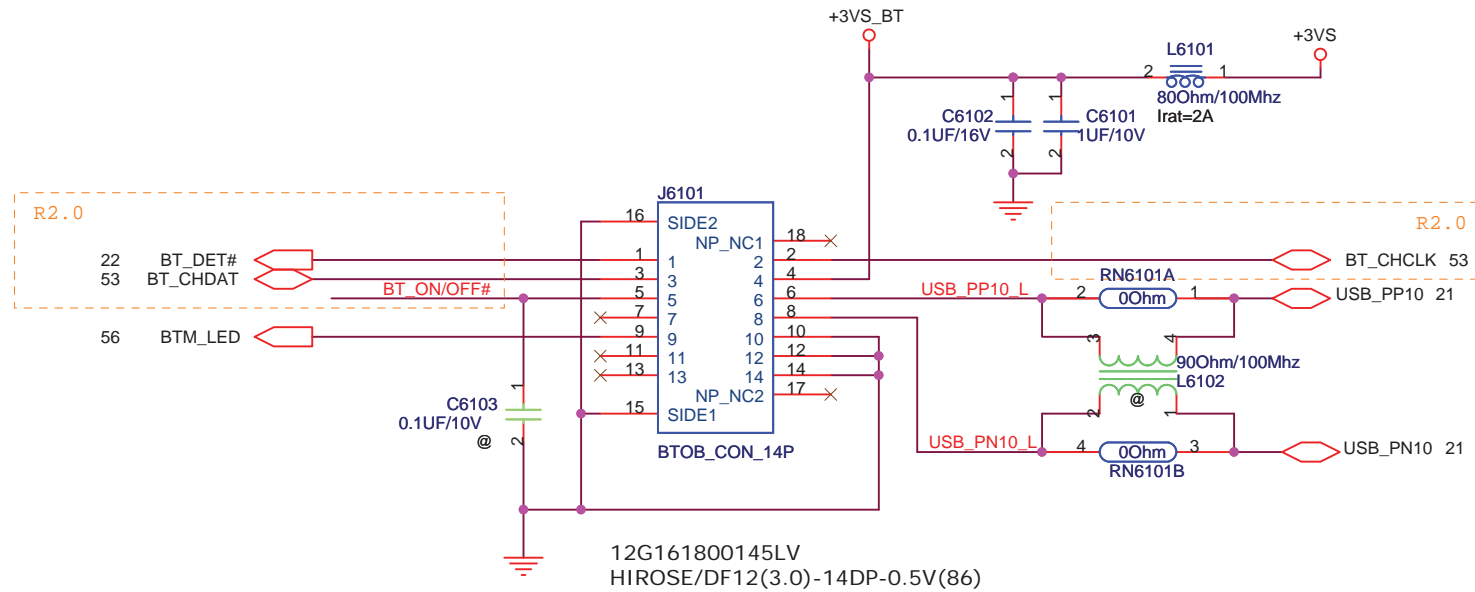 +3VS_BT
+3VS
L6101
2 1
80Ohm/100Mhz
Irat=2A
1 1
C6102 C6101
0.1UF/16V 1UF/10V
2 2
R2.0
R2.0
J6101
16 SIDE2
NP_NC1 18
22 BT_DET# 1 1
2 2 BT_CHCLK 53
53 BT_CHDAT 3 3
4 4
BT_ON/OFF# 5 5
6 6 USB_PP10_L 2 0Ohm 1 USB_PP10 21
RN6101A
7 7
8 8
56 BTM_LED 9 9
10 10
3 4
90Ohm/100Mhz
L6102
@
2 1
11 11
12 12
13 13
14 14
NP_NC2 17
15 SIDE1
1
C6103
0.1UF/10V
@ 2
BTOB_CON_14P
USB_PN10_L 4 0Ohm 3 USB_PN10 21
RN6101B
12G161800145LV
HIROSE/DF12(3.0)-14DP-0.5V(86)